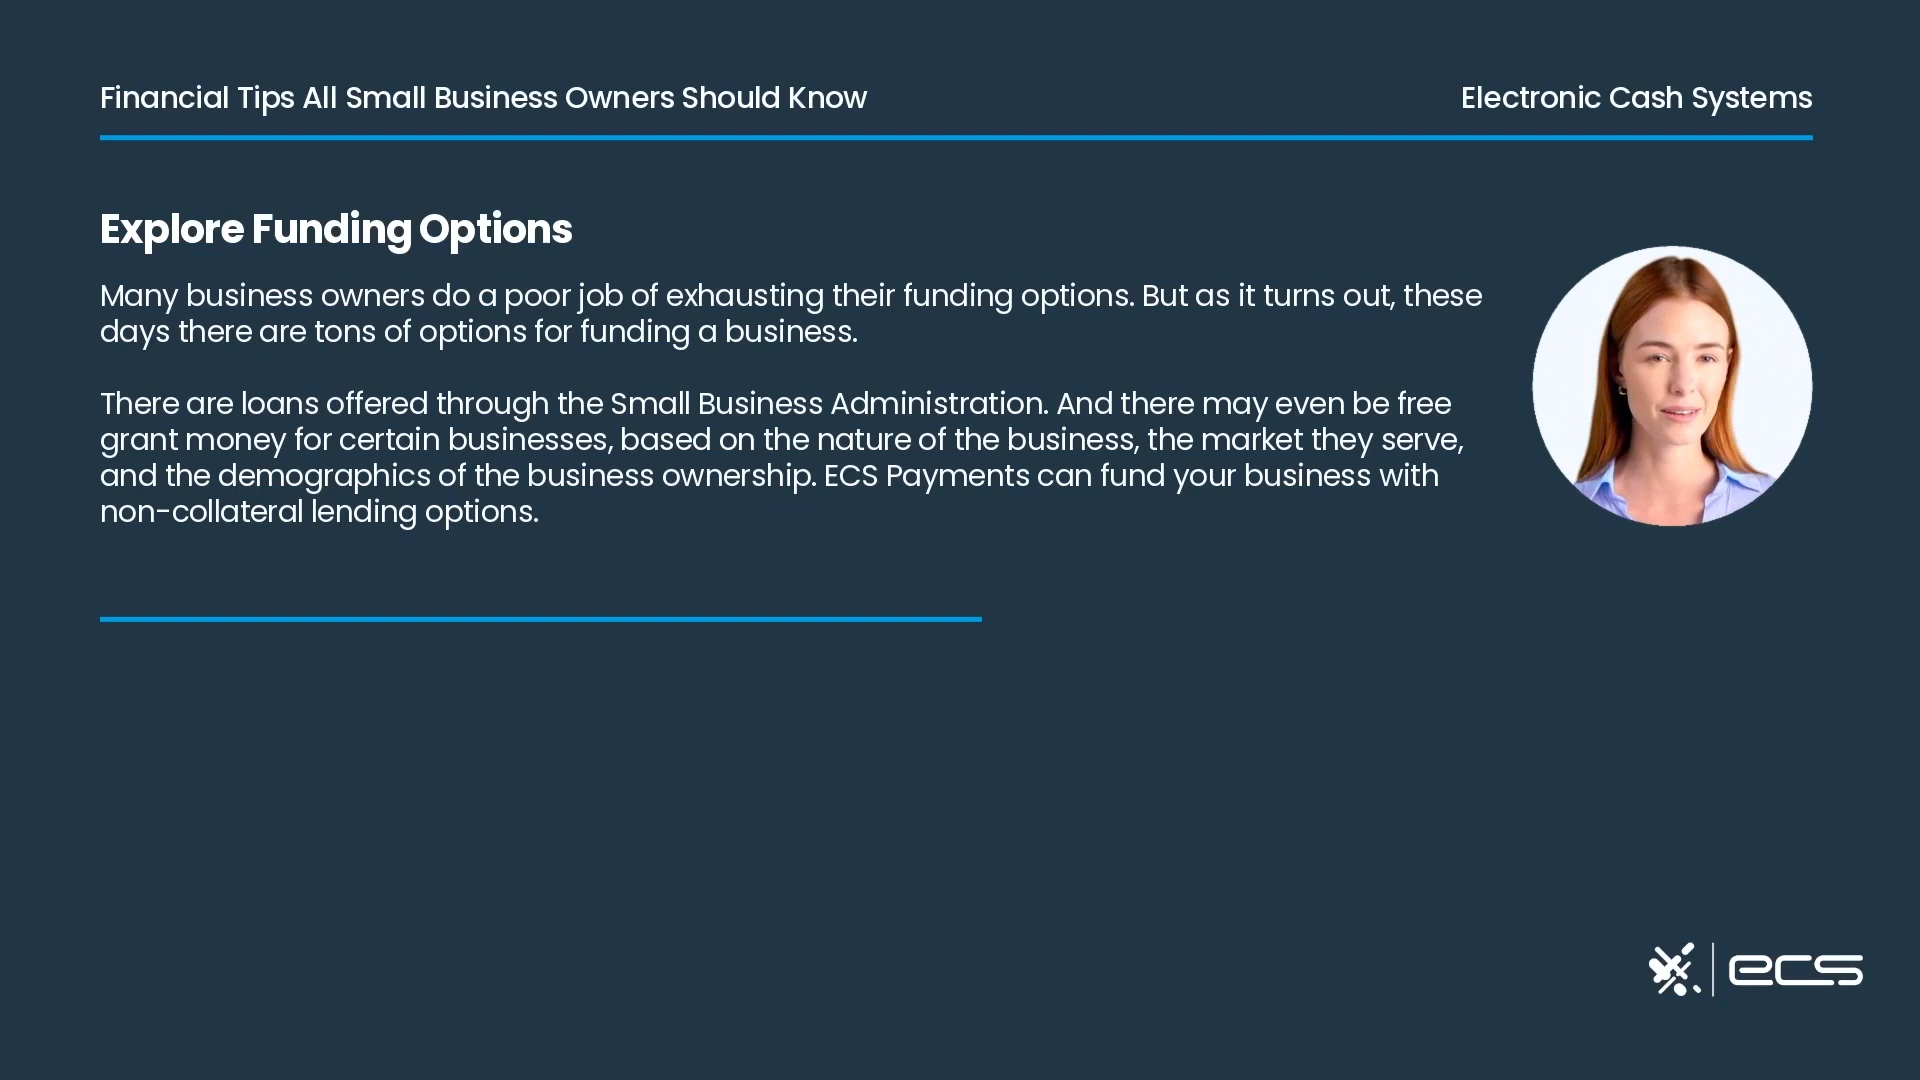 Financial Tips All Small Business Owners Should Know
Electronic Cash Systems
Explore Funding Options
Many business owners do a poor job of exhausting their funding options. But as it turns out, these
days there are tons of options for funding a business.
There are loans offered through the Small Business Administration. And there may even be free
grant money for certain businesses, based on the nature of the business, the market they serve,
and the demographics of the business ownership. ECS Payments can fund your business with
non-collateral lending options.
ecs